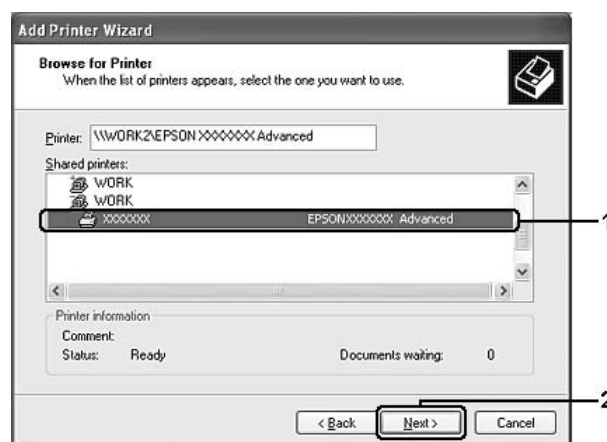 Add Printer Wizard
Browse for Printer
When the list of printers appears, select the one you want to use.
Printer: \\WORK2\EPSON XXXXXXX Advanced
Shared printers:
WORK
WORK
XXXXXXX EPSONXXXXXXX Advanced
1
Printer information
Comment:
Status: Ready Documents waiting: 0
2
< Back Next > Cancel